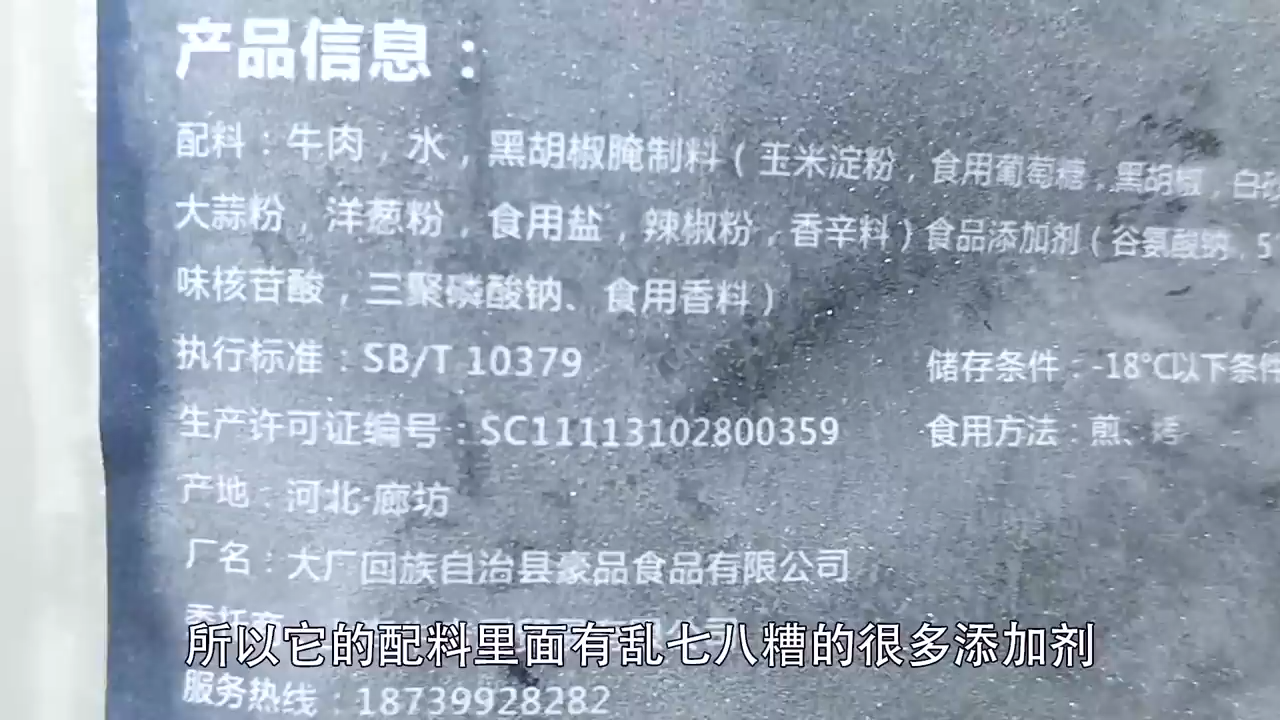 产品信息：
配料：牛肉，水，黑胡椒腌制料（玉米淀粉，食用葡萄糖，黑胡椒，白砂
大蒜粉，洋葱粉，食用盐，辣椒粉，香辛料）食品添加剂（谷氨酸钠，5
味核苷酸，三聚磷酸钠、食用香料）
执行标准：SB/T 10379
储存条件：-18°C以下条件
生产许可证编号：SC11113102800359
食用方法：煎、烤
产地：河北·廊坊
厂名：大厂回族自治县豪品食品有限公司
所以它的配料里面有乱七八糟的很多添加剂
服务热线：18739928282